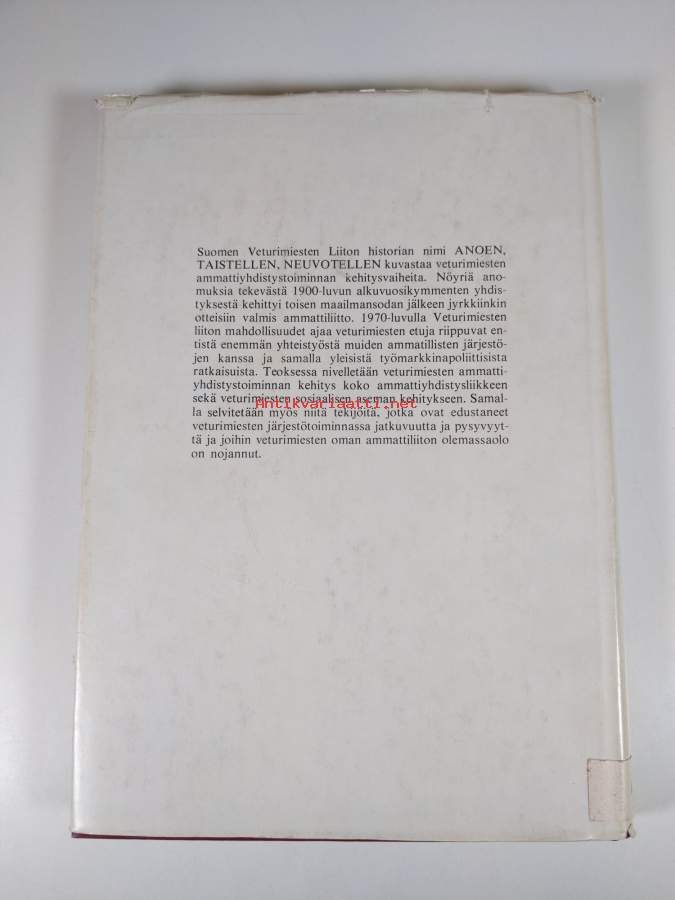 Suomen Veturimiesten Liiton historian nimi ANOEN,
TAISTELLEN, NEUVOTELLEN kuvastaa veturimiesten
ammattiyhdistystoiminnan kehitysvaiheita. Nöyriä ano-
muksia tekevästä 1900-luvun alkuvuosikymmenten yhdis-
tyksestä kehittyi toisen maailmansodan jälkeen jyrkkiinkin
otteisiin valmis ammattiliitto. 1970-luvulla Veturimiesten
liiton mahdollisuudet ajaa veturimiesten etuja riippuvat en-
tistä enemmän yhteistyöstä muiden ammatillisten järjestö-
jen kanssa ja samalla yleisistä työmarkkinapoliittisista
ratkaisuista. Teoksessa nivelletään veturimiesten ammatti-
yhdistystoiminnan kehitys koko ammattiyhdistysliikkeen
sekä veturimiesten sosiaalisen aseman kehitykseen. Samal-
Antikvariaatti.net
la selvitetään myös niitä tekijöitä, jotka ovat edustaneet
veturimiesten järjestötoiminnassa jatkuvuutta ja pysyvyyt-
tä ja joihin veturimiesten oman ammattiliiton olemassaolo
on nojannut.